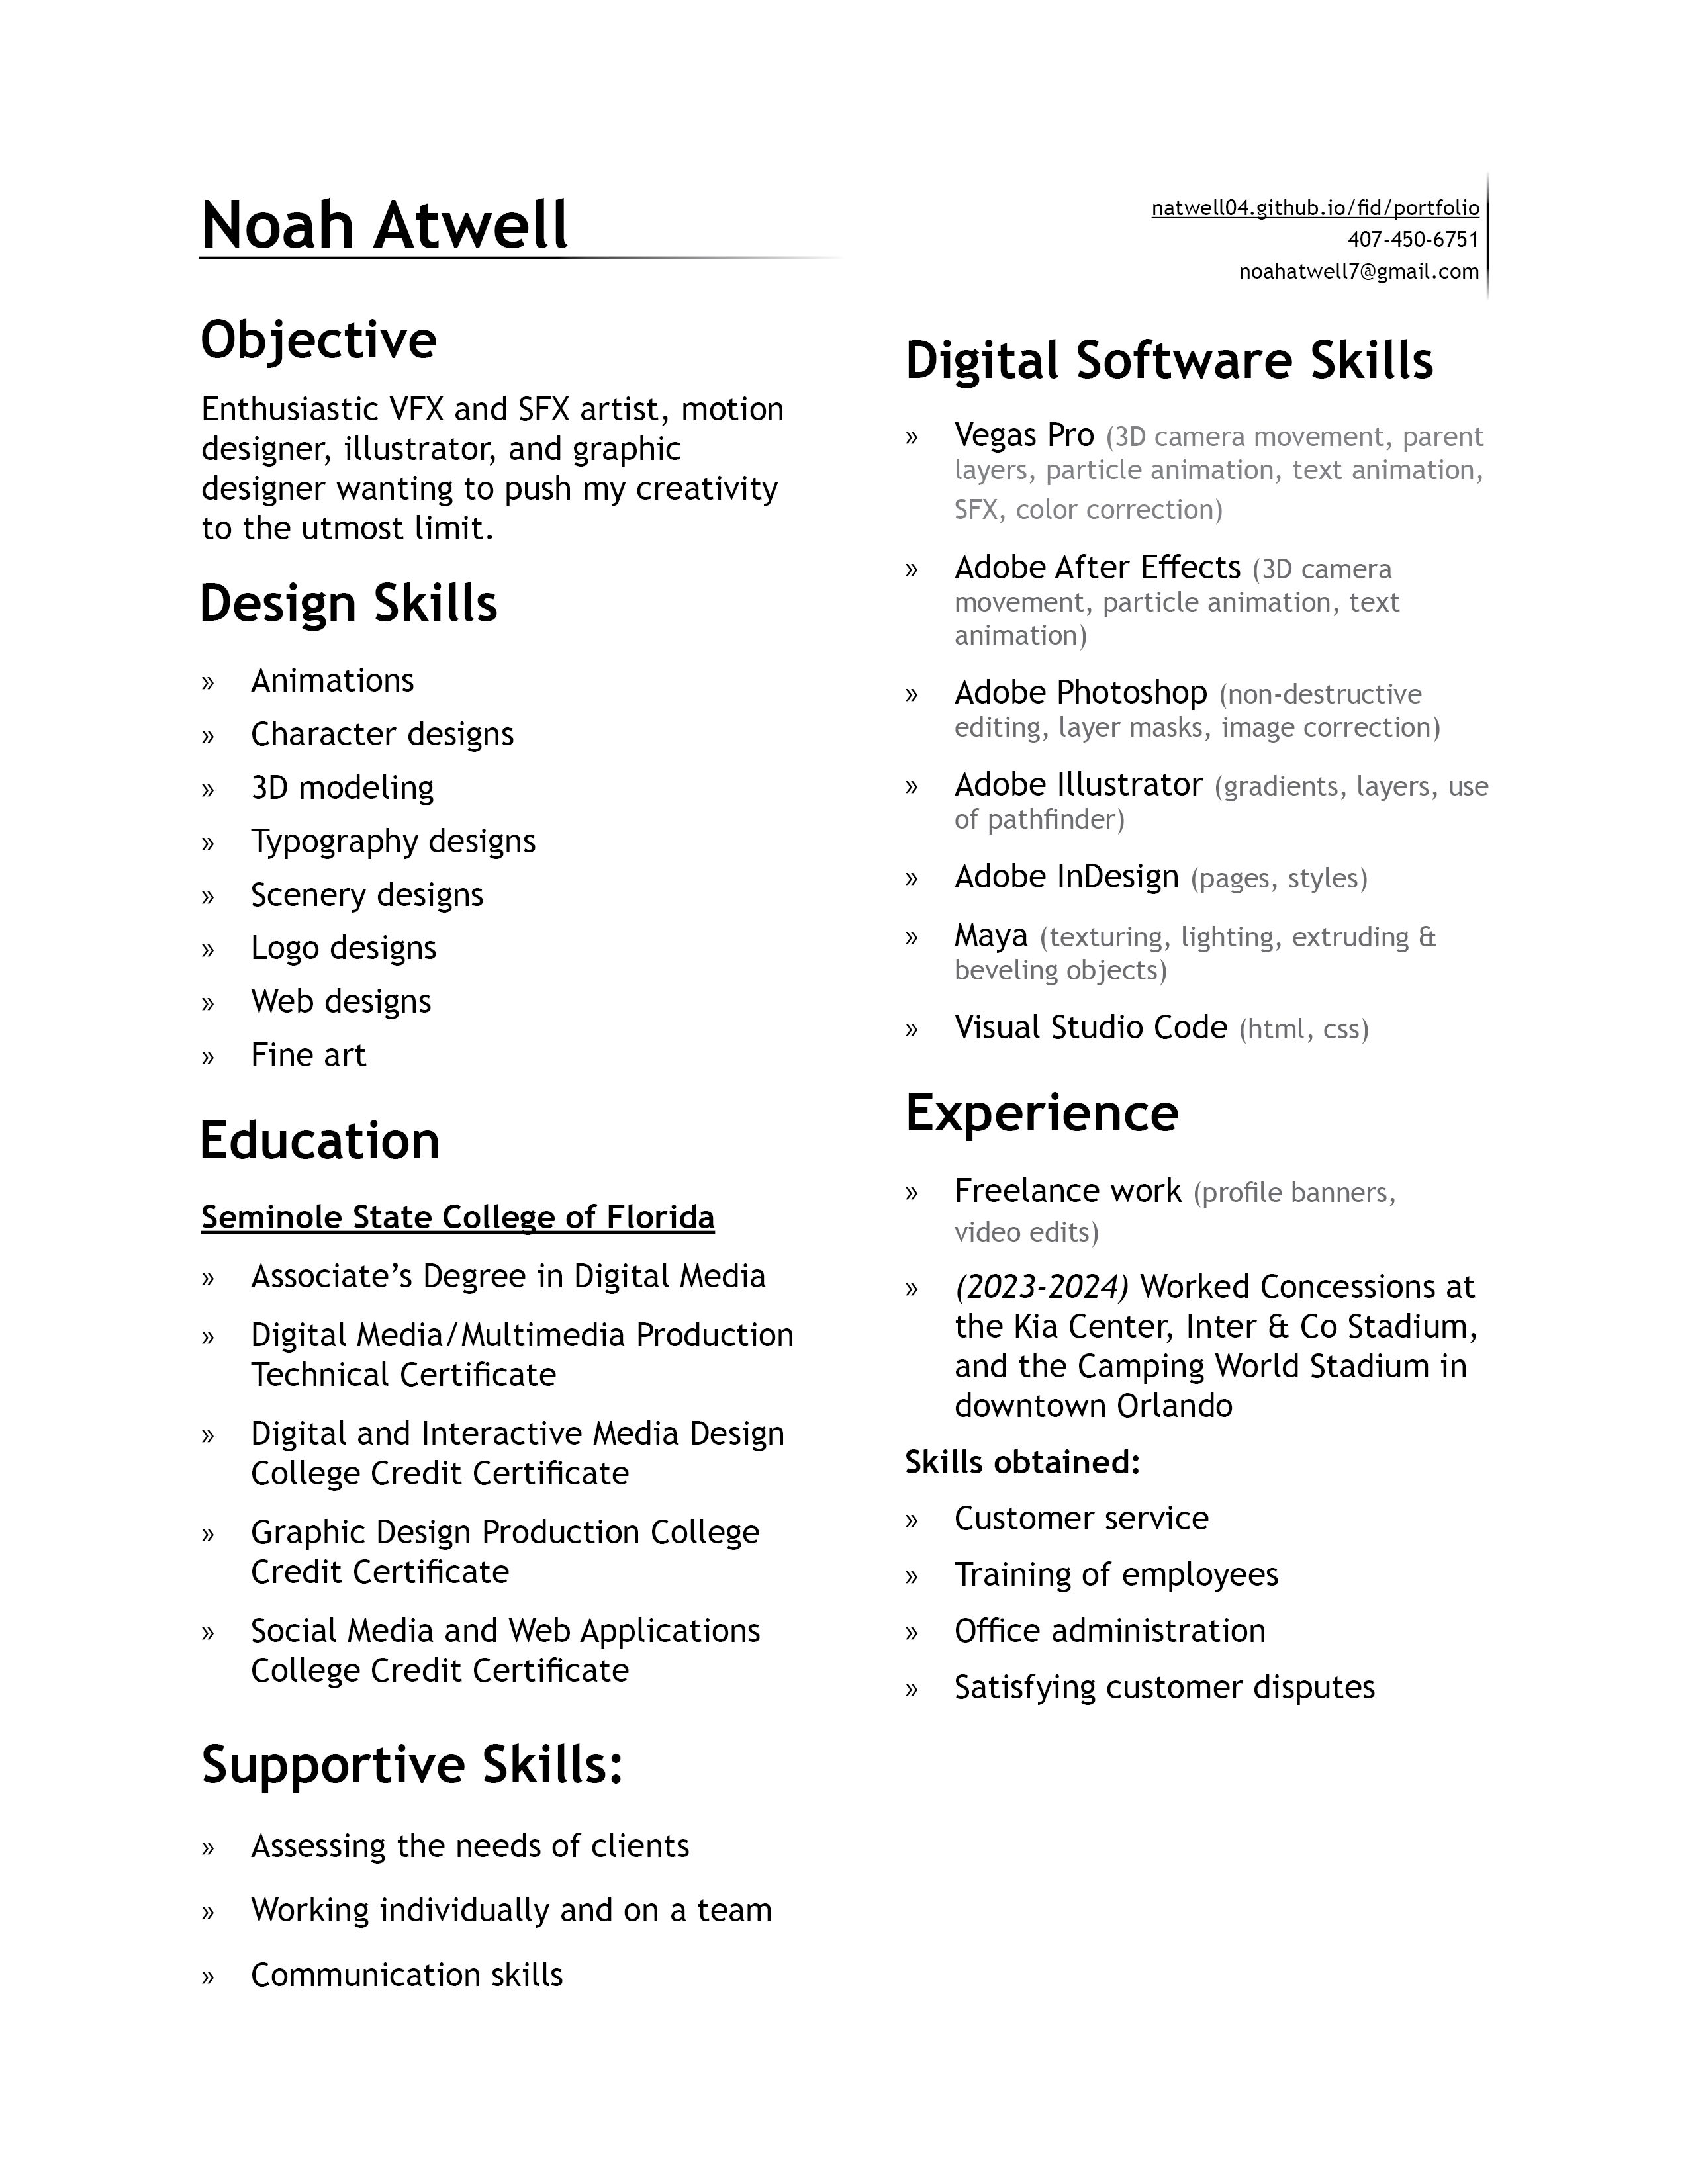 Noah Atwell
natwell04.github.io/fid/portfolio
407-450-6751
noahatwell7@gmail.com
Objective
Enthusiastic VFX and SFX artist, motion
designer, illustrator, and graphic
designer wanting to push my creativity
to the utmost limit.
Design Skills
» Animations
» Character designs
» 3D modeling
» Typography designs
» Scenery designs
» Logo designs
» Web designs
» Fine art
Education
Seminole State College of Florida
» Associate’s Degree in Digital Media
» Digital Media/Multimedia Production
Technical Certificate
» Digital and Interactive Media Design
College Credit Certificate
» Graphic Design Production College
Credit Certificate
» Social Media and Web Applications
College Credit Certificate
Supportive Skills:
» Assessing the needs of clients
» Working individually and on a team
» Communication skills
Digital Software Skills
» Vegas Pro (3D camera movement, parent
layers, particle animation, text animation,
SFX, color correction)
» Adobe After Effects (3D camera
movement, particle animation, text
animation)
» Adobe Photoshop (non-destructive
editing, layer masks, image correction)
» Adobe Illustrator (gradients, layers, use
of pathfinder)
» Adobe InDesign (pages, styles)
» Maya (texturing, lighting, extruding &
beveling objects)
» Visual Studio Code (html, css)
Experience
» Freelance work (profile banners,
video edits)
» (2023-2024) Worked Concessions at
the Kia Center, Inter & Co Stadium,
and the Camping World Stadium in
downtown Orlando
Skills obtained:
» Customer service
» Training of employees
» Office administration
» Satisfying customer disputes